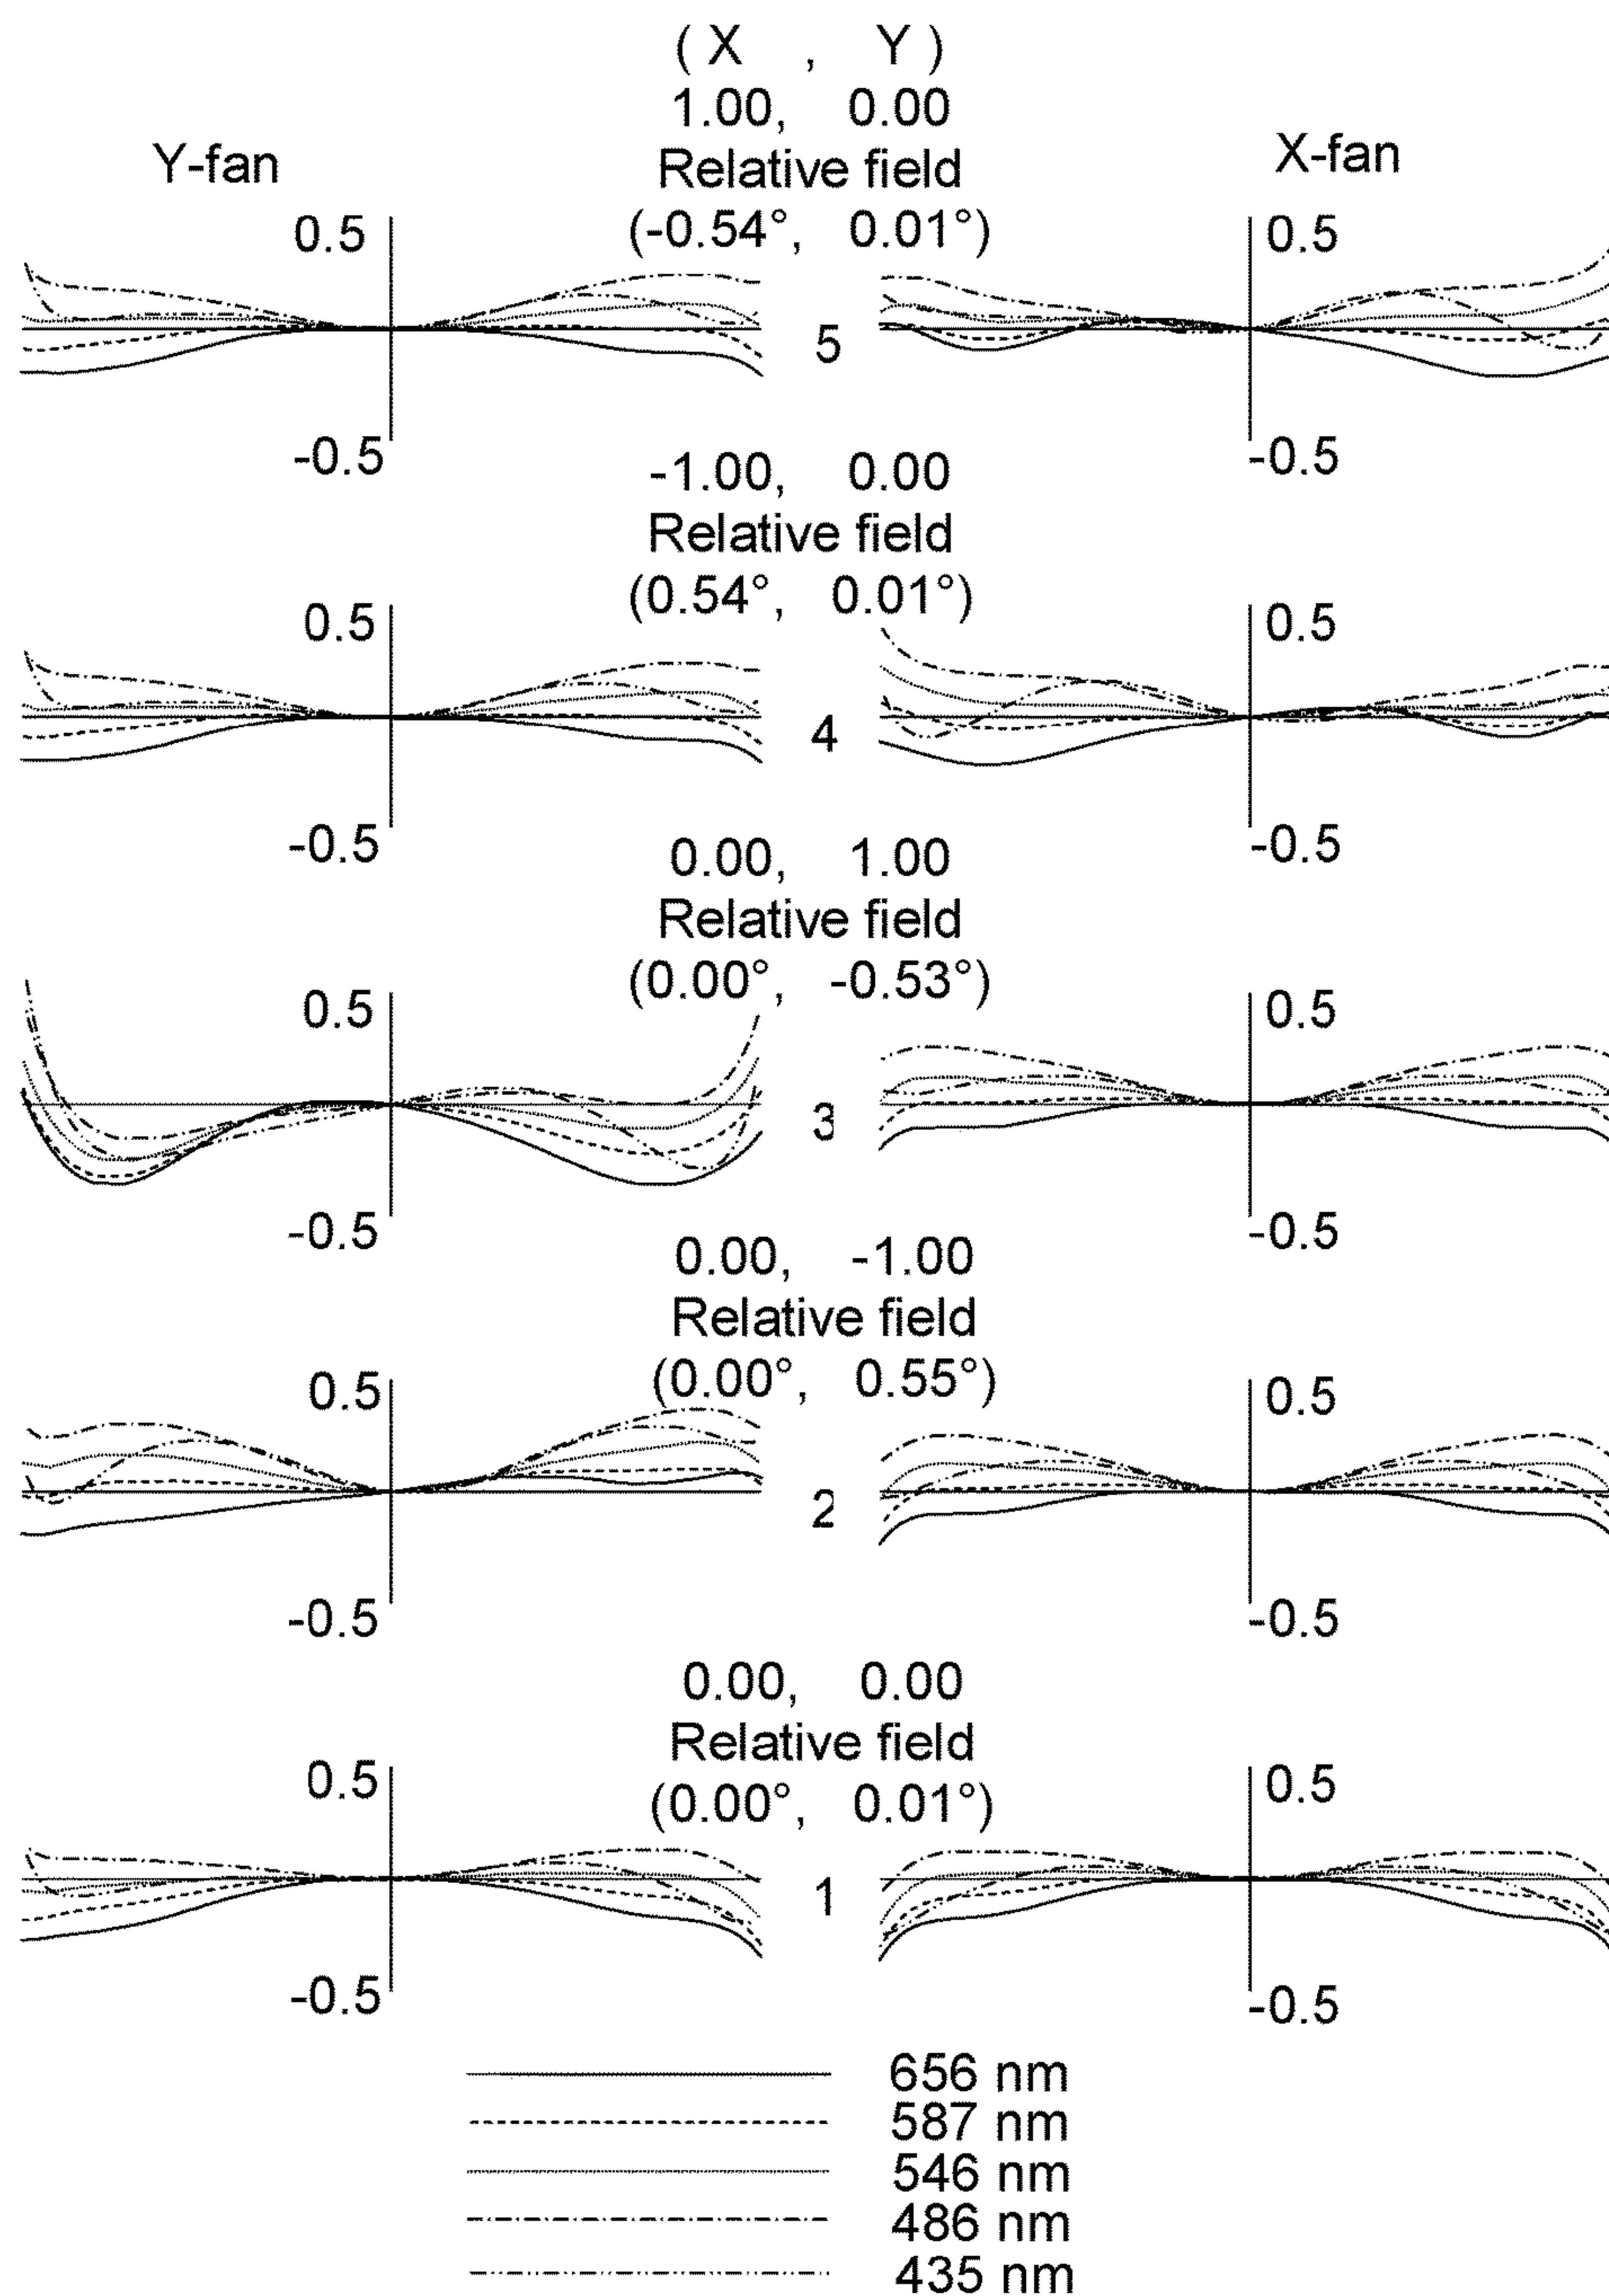 ( X , Y )
1.00, 0.00
Y-fan
Relative field
X-fan
(-0.54°, 0.01°)
0.5
0.5
5
-0.5
-0.5
-1.00, 0.00
Relative field
(0.54°, 0.01°)
0.5
0.5
4
-0.5
-0.5
0.00, 1.00
Relative field
(0.00°, -0.53°)
0.5
0.5
3
-0.5
-0.5
0.00, -1.00
Relative field
(0.00°, 0.55°)
0.5
0.5
2
-0.5
-0.5
0.00, 0.00
Relative field
(0.00°, 0.01°)
0.5
0.5
1
-0.5
-0.5
656 nm
587 nm
546 nm
486 nm
435 nm